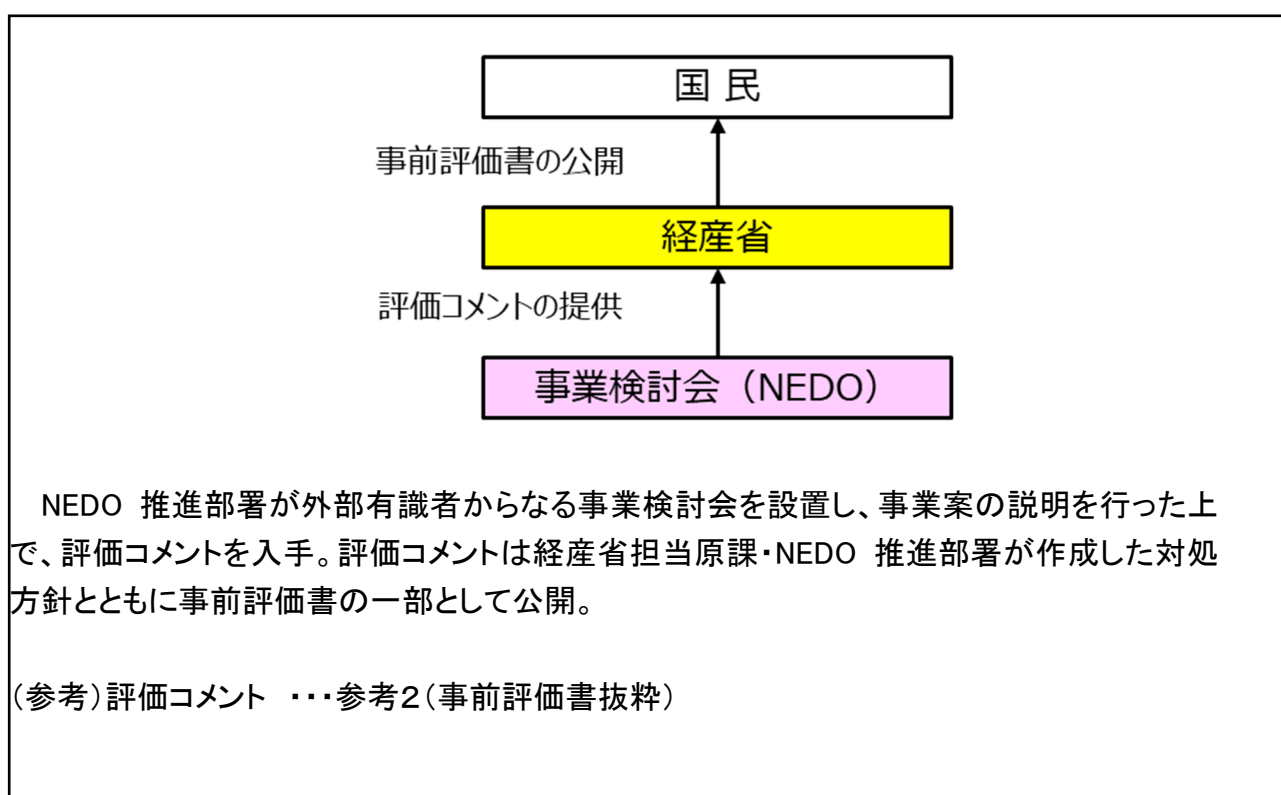 国 民
事前評価書の公開
経産省
評価コメントの提供
事業検討会（NEDO）
NEDO 推進部署が外部有識者からなる事業検討会を設置し、事業案の説明を行った上
で、評価コメントを入手。評価コメントは経産省担当原課・NEDO 推進部署が作成した対処
方針とともに事前評価書の一部として公開。
（参考）評価コメント ・・・参考２（事前評価書抜粋）